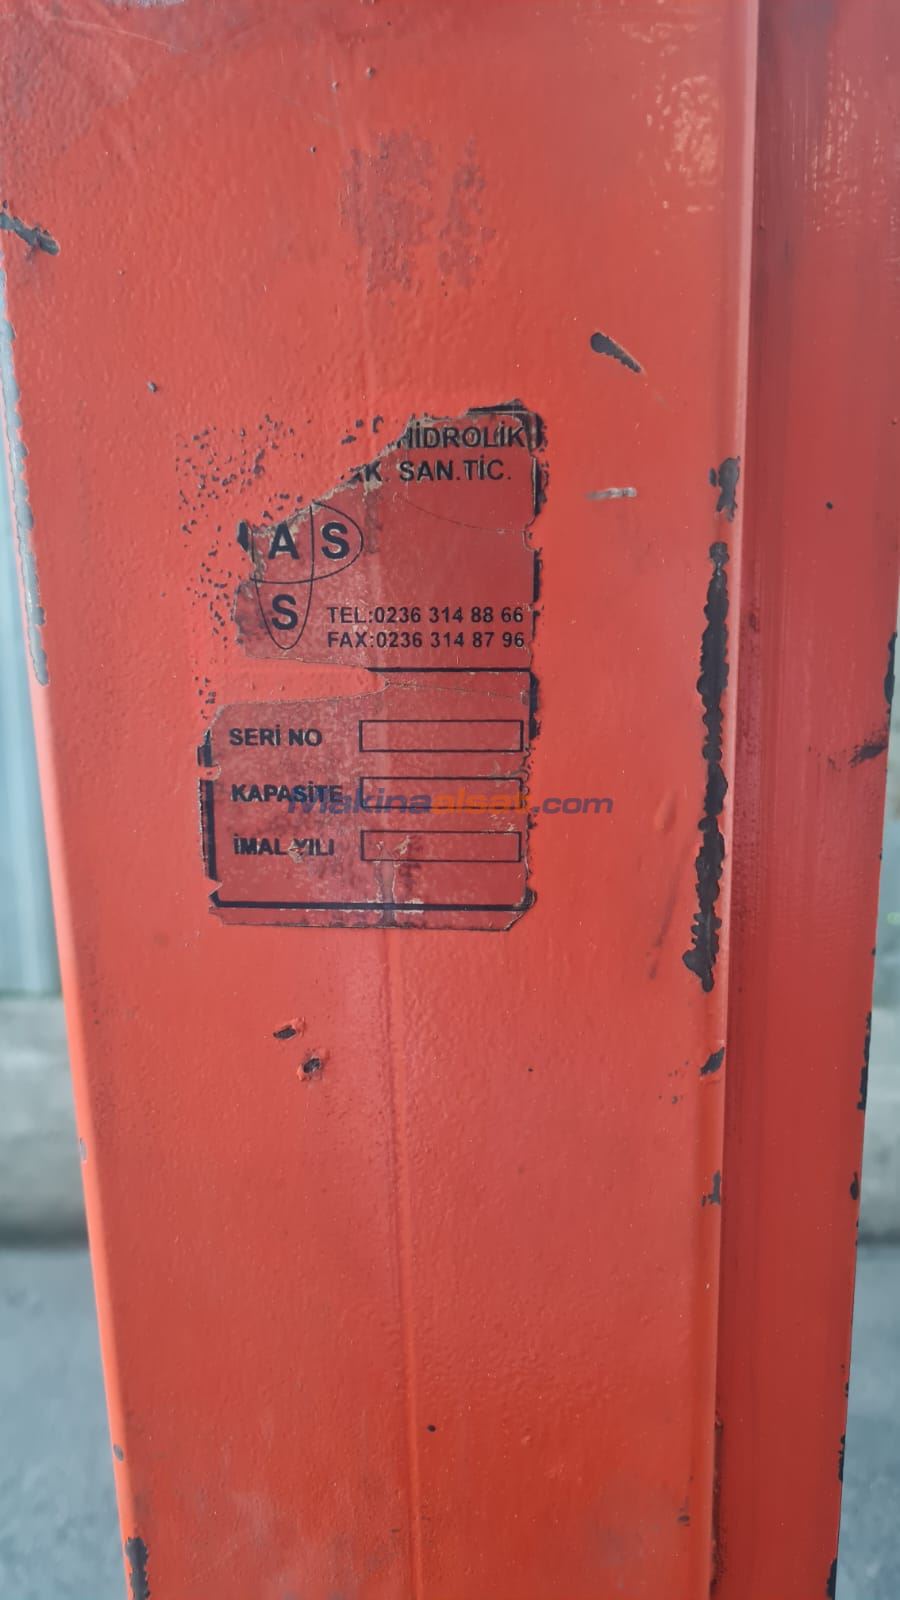 HİDROLİK
SAN.TİC.
A S
S
TEL:0236 314 88 66
FAX:0236 314 87 96
SERİ NO
KAPASİTE
İMAL YILI
Makinaalsat.com